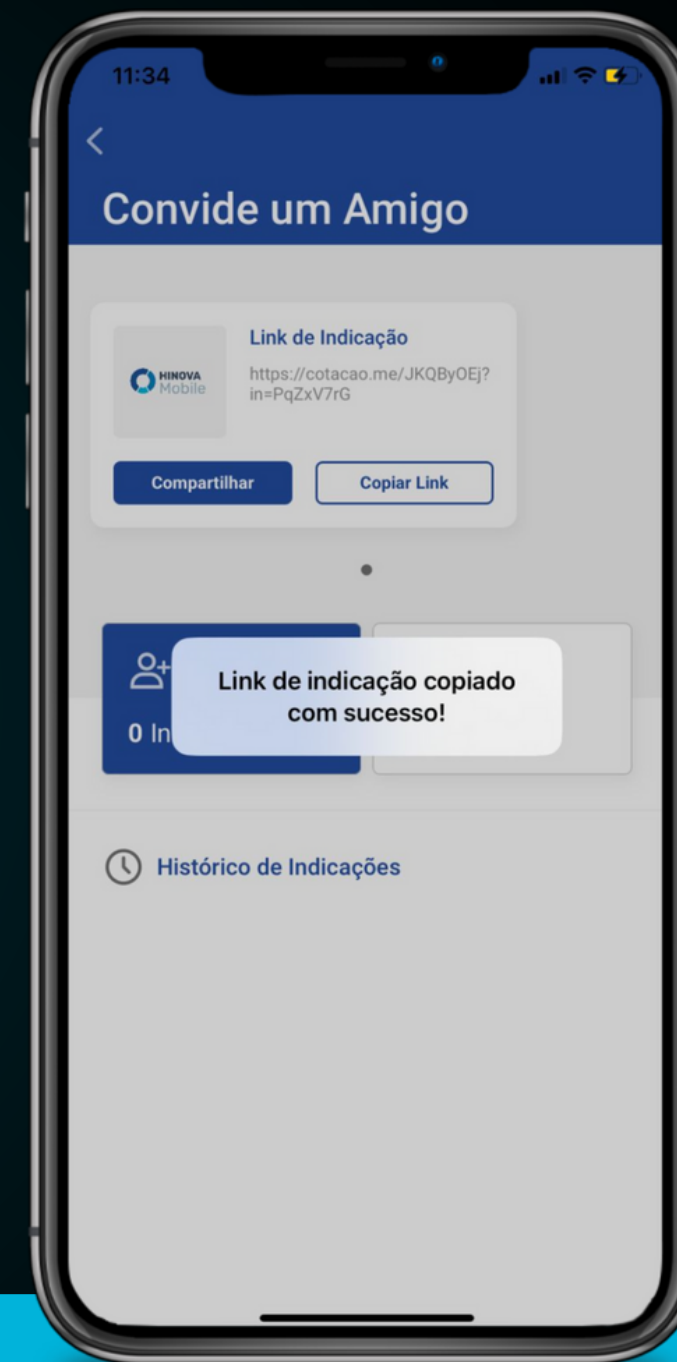 11:34
Convide um Amigo
Link de Indicação
HINOVA
Mobile
https://cotacao.me/JKQByOEj?
in=PqZxV7rG
Compartilhar
Copiar Link
Link de indicação copiado
com sucesso!
0 In
Histórico de Indicações